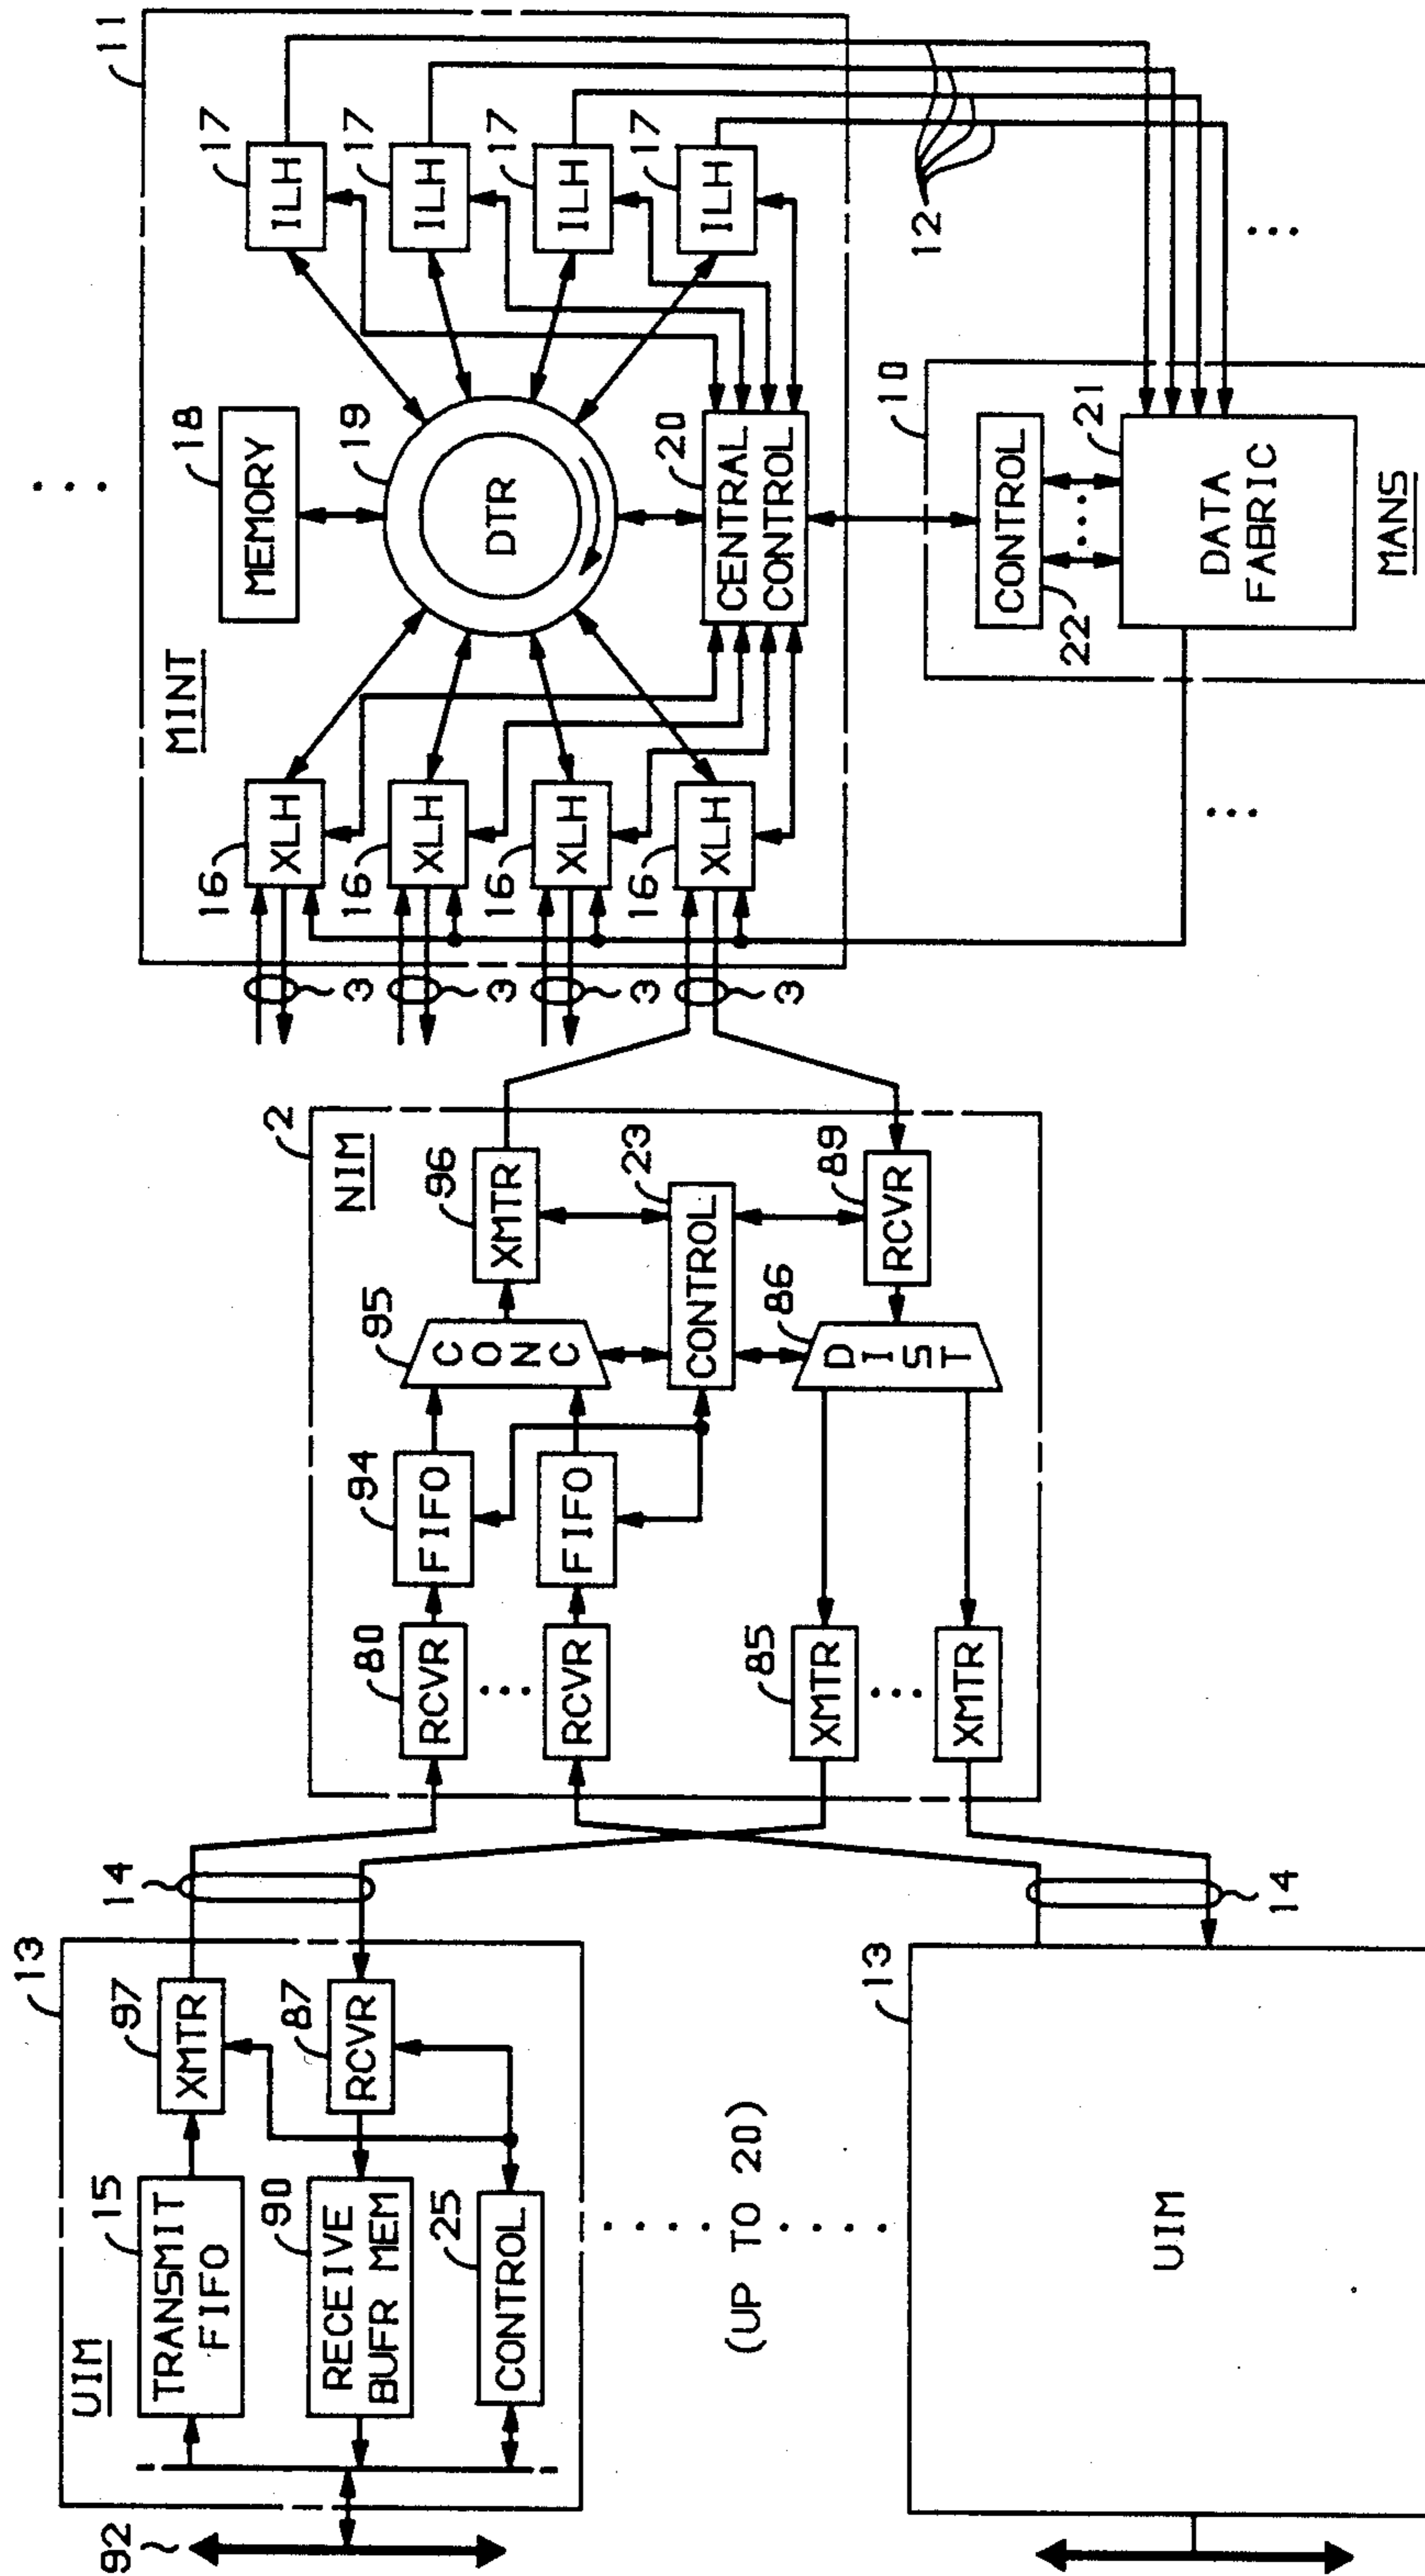 92
UIM
13
15
TRANSMIT
FIFO
97
XMTR
90
RECEIVE
BUFR MEM
87
RCVR
25
CONTROL
14
(UP TO 20)
13
UIM
14
2
NIM
80
RCVR
94
FIFO
95
CONC
96
XMTR
RCVR
FIFO
23
CONTROL
85
XMTR
86
DIST
89
RCVR
XMTR
11
MINT
3
16
XLH
3
16
XLH
3
16
XLH
3
16
XLH
18
MEMORY
19
DTR
20
CENTRAL
CONTROL
17
ILH
17
ILH
17
ILH
17
ILH
12
10
22
CONTROL
21
DATA
FABRIC
MANS